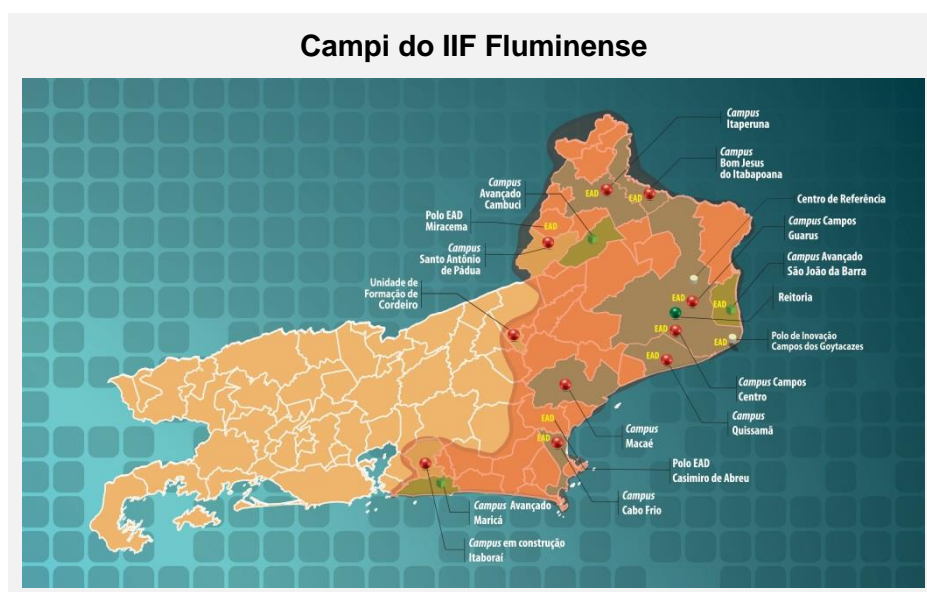 Campi do IIF Fluminense
Campus
Itaperuna
Campus
Bom Jesus
do Itabapoana
Campus
Avançado
Cambuci
Centro de Referência
Polo EAD
Miracema
Campus Campos
Guarus
Campus
Santo Antônio
de Pádua
Campus Avançado
São João da Barra
Unidade de
Formação de
Cordeiro
Reitoria
Polo de Inovação
Campos dos Goytacazes
Campus Campos
Centro
Campus
Quissamã
Campus
Macaé
Polo EAD
Casimiro de Abreu
Campus
Cabo Frio
Campus Avançado
Maricá
Campus em construção
Itaboraí
EAD
EAD
EAD
EAD
EAD
EAD
EAD
EAD
EAD
EAD